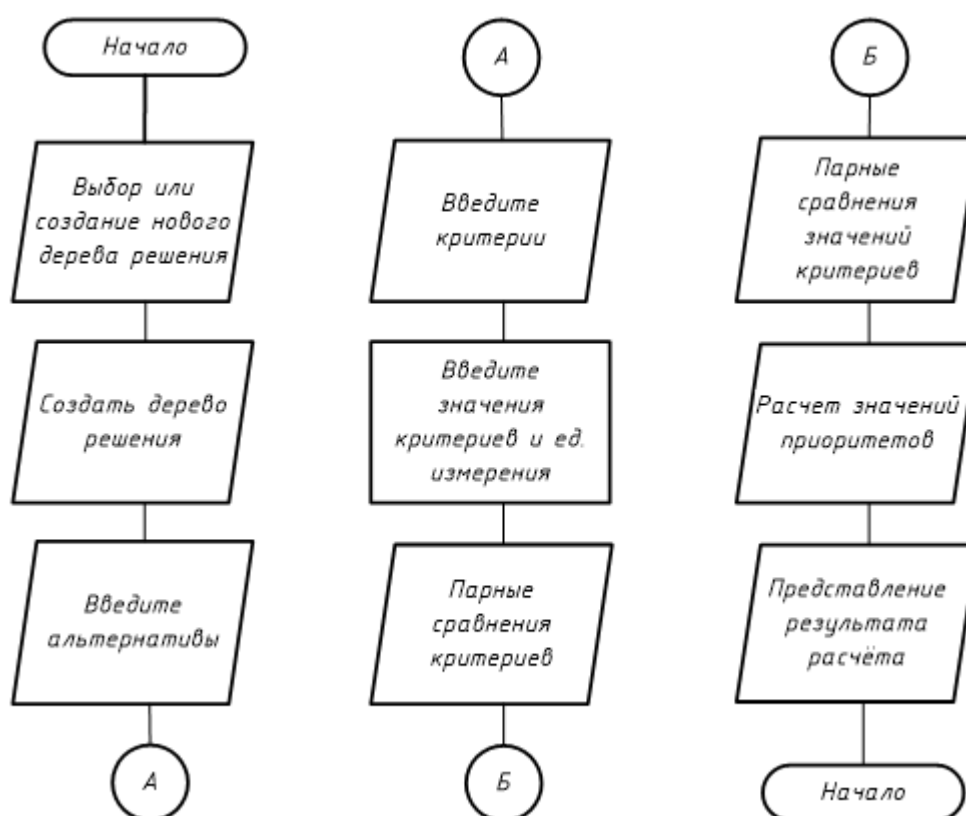 Начало
Выбор или
создание нового
дерева решения
Создать дерево
решения
Введите
альтернативы
А
А
Введите
критерии
Введите
значения
критериев и ед.
измерения
Парные
сравнения
критериев
Б
Б
Парные
сравнения
значений
критериев
Расчет значений
приоритетов
Представление
результата
расчёта
Начало